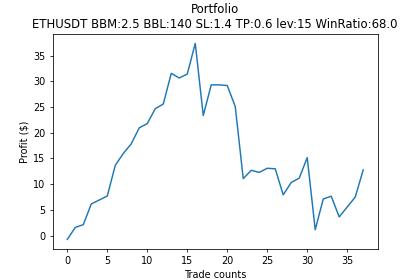 Portfolio
ETHUSDT BBM:2.5 BBL:140 SL:1.4 TP:0.6 lev:15 WinRatio:68.0
Profit ($)
35
30
25
20
15
10
5
0
0 5 10 15 20 25 30 35
Trade counts